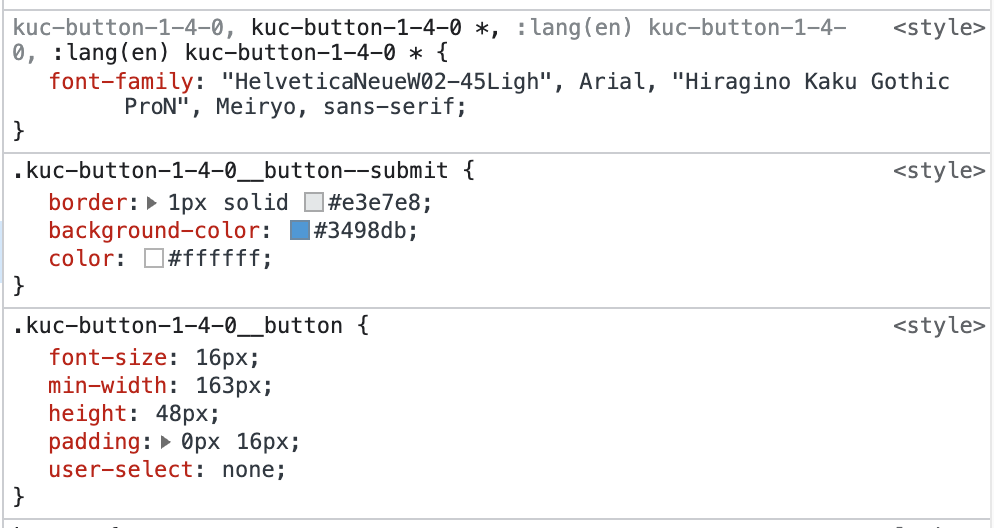 kuc-button-1-4-0, kuc-button-1-4-0 *, :lang(en) kuc-button-1-4- <style>
0, :lang(en) kuc-button-1-4-0 * {
font-family: "HelveticaNeueW02-45Ligh", Arial, "Hiragino Kaku Gothic
ProN", Meiryo, sans-serif;
}
.kuc-button-1-4-0__button--submit { <style>
border: 1px solid #e3e7e8;
background-color: #3498db;
color: #ffffff;
}
.kuc-button-1-4-0__button { <style>
font-size: 16px;
min-width: 163px;
height: 48px;
padding: 0px 16px;
user-select: none;
}